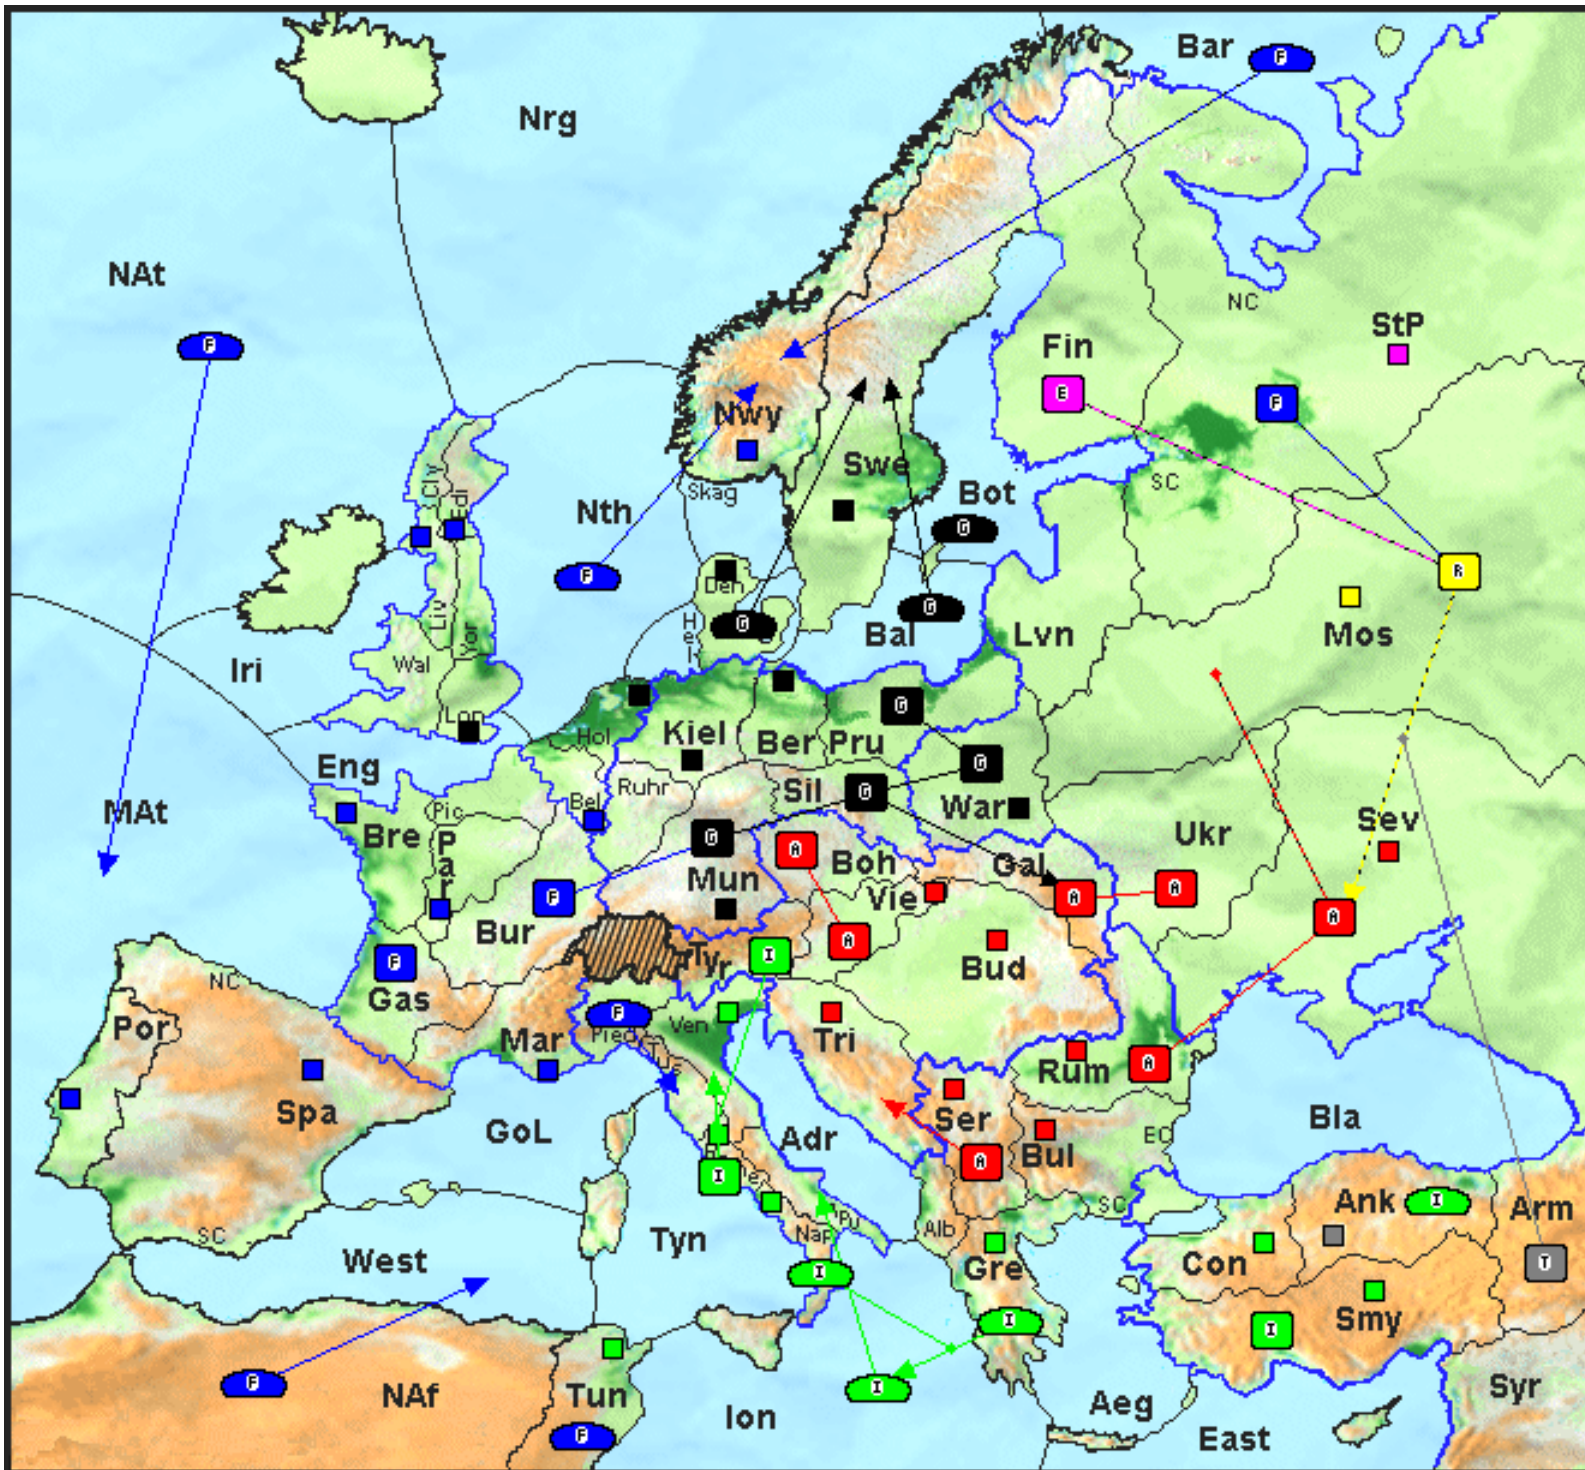 Bar
F
Nrg
NAt
F
NC
StP
Fin
E
F
Nwy
Cly
Edi
Swe
SC
Skag
Bot
G
Nth
F
R
Den
G
G
Bal
Lvn
Mos
Liv
Yor
Hel
Iri
Wal
Lon
G
Hol
Kiel
Ber
Pru
Eng
G
Sil
G
War
Ruhr
MAt
Pic
Bel
Bre
Par
G
A
Boh
Ukr
Sev
Gal
Mun
Vie
A
A
F
A
Bur
A
Tyr
I
Bud
F
Gas
NC
Por
F
Pied
Ven
Mar
Tus
Tri
Rum
A
Spa
GoL
Adr
Ser
Bla
Bul
EC
A
I
Apu
Nap
Ank
I
Arm
SC
SC
Alb
Tyn
West
Con
Gre
T
I
Smy
I
I
F
NAf
Tun
I
Syr
Ion
Aeg
F
East